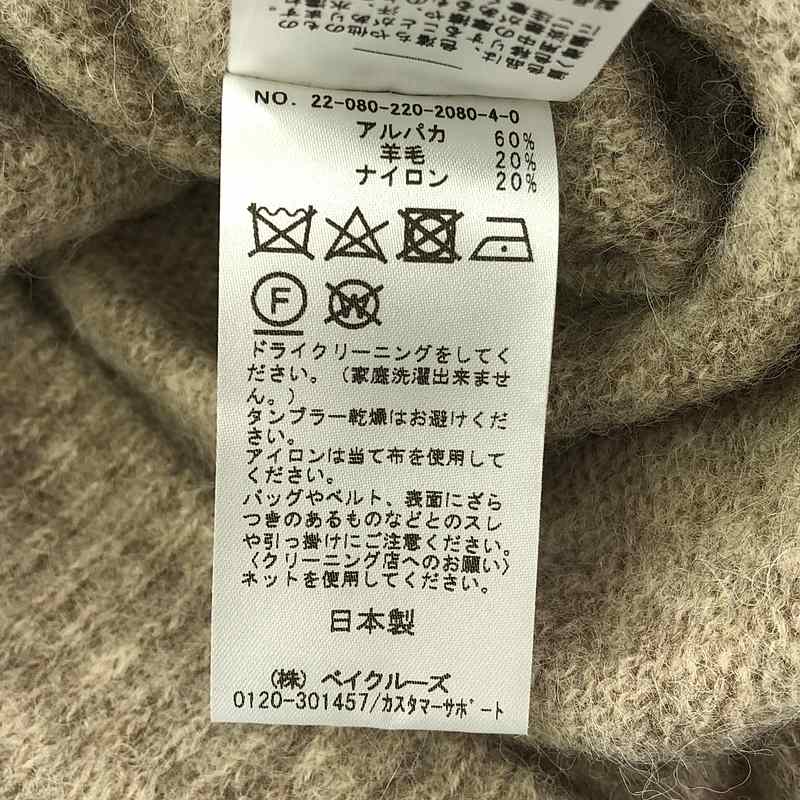 NO. 22-080-220-2080-4-0
アルパカ 60%
羊毛 20%
ナイロン 20%
F W
ドライクリーニングをしてく
ださい。(家庭洗濯出来ませ
ん。)
タンブラー乾燥はお避けくだ
さい。
アイロンは当て布を使用して
ください。
バッグやベルト、表面にざら
つきのあるものなどとのスレ
や引っ掛けにご注意ください。
〈クリーニング店へのお願い〉
ネットを使用してください。
日本製
(株) ベイクルーズ
0120-301457/カスタマーサポート